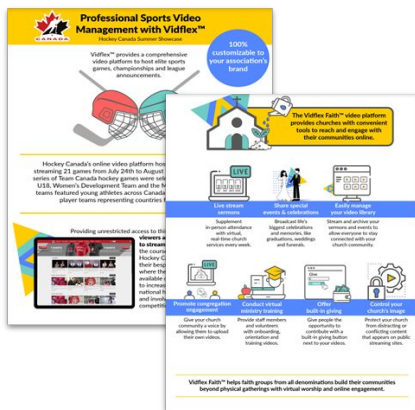 CANADA
Professional Sports Video
Management with Vidflex™
Hockey Canada Summer Showcase
Vidflex™ provides a comprehensive
video platform to host elite sports
games, championships and league
announcements.
100%
customizable to
your association's
brand
Hockey Canada's online video platform hos
streaming 21 games from July 24th to August
series of Team Canada hockey games were sele
U18, Women's Development Team and the M
teams featured young athletes across Canada
player teams representing countries f
Providing unrestricted access to thi
viewers a
to stream
the cours
Hockey C
their besp
where the
available
to increas
national
and invol
competiti
The Vidflex Faith™ video platform
provides churches with convenient
tools to reach and engage with
their communities online.
LIVE
Live stream
sermons
Supplement
in-person attendance
with virtual,
real-time church
services every week.
Share special
events & celebrations
Broadcast life's
biggest celebrations
and memories, like
graduations, weddings
and funerals.
Easily manage
your video library
Stream and archive your
sermons and events to
allow everyone to stay
connected with your
church community.
LIVE
Promote congregation
engagement
Give your church
community a voice by
allowing them to upload
their own videos.
Conduct virtual
ministry training
Provide staff members
and volunteers
with onboarding,
orientation and
training videos.
Offer
built-in giving
Give people the
opportunity to
contribute with a
built-in giving button
next to your videos.
Control your
church's image
Protect your church
from distracting or
conflicting content
that appears on public
streaming sites.
Vidflex Faith™ helps faith groups from all denominations build their communities
beyond physical gatherings with virtual worship and online engagement.